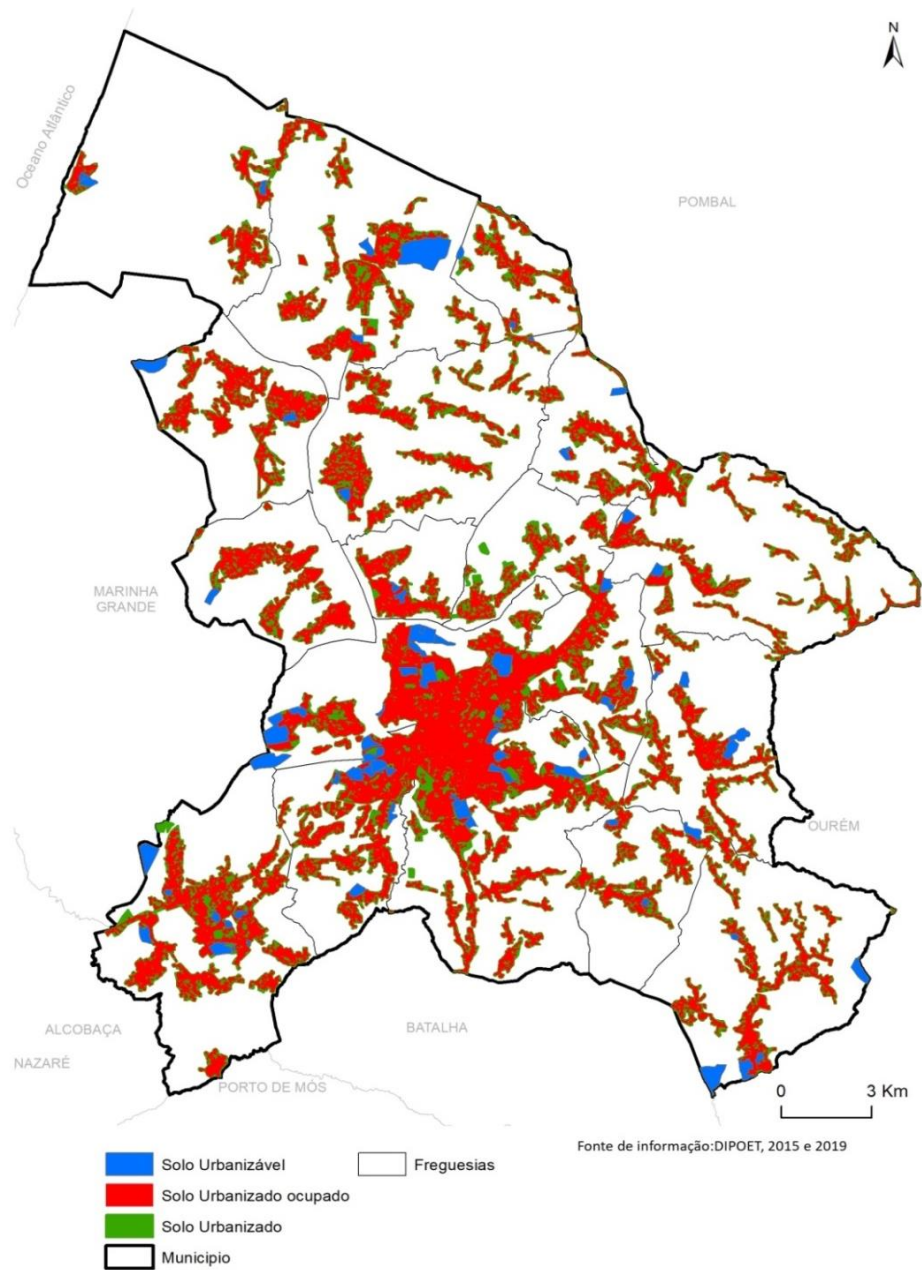 N
Oceano Atlântico
POMBAL
MARINHA
GRANDE
OURÉM
ALCOBAÇA
BATALHA
NAZARÉ
PORTO DE MÓS
0 3 Km
Fonte de informação:DIPOET, 2015 e 2019
Solo Urbanizável
Freguesias
Solo Urbanizado ocupado
Solo Urbanizado
Municipio